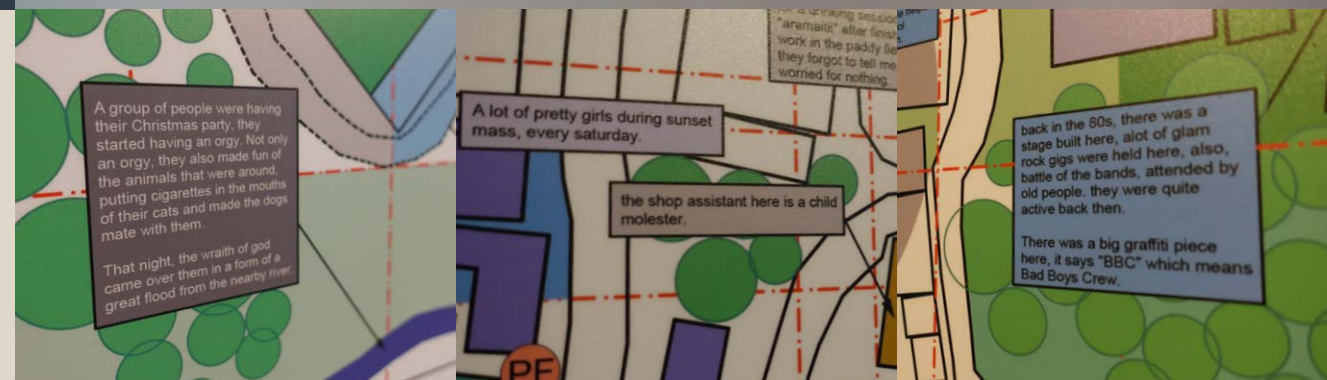 A group of people were having
their Christmas party, they
started having an orgy. Not only
an orgy, they also made fun of
the animals that were around,
putting cigarettes in the mouths
of their cats and made the dogs
mate with them.
That night, the wraith of god
came over them in a form of a
great flood from the nearby river.
a drinking session
"aramaitii" after finish
work in the paddy fie
they forgot to tell me
worried for nothing.
A lot of pretty girls during sunset
mass, every saturday.
the shop assistant here is a child
molester.
PF
back in the 60s, there was a
stage built here, alot of glam
rock gigs were held here, also,
battle of the bands, attended by
old people. they were quite
active back then.
There was a big graffiti piece
here, it says "BBC" which means
Bad Boys Crew.